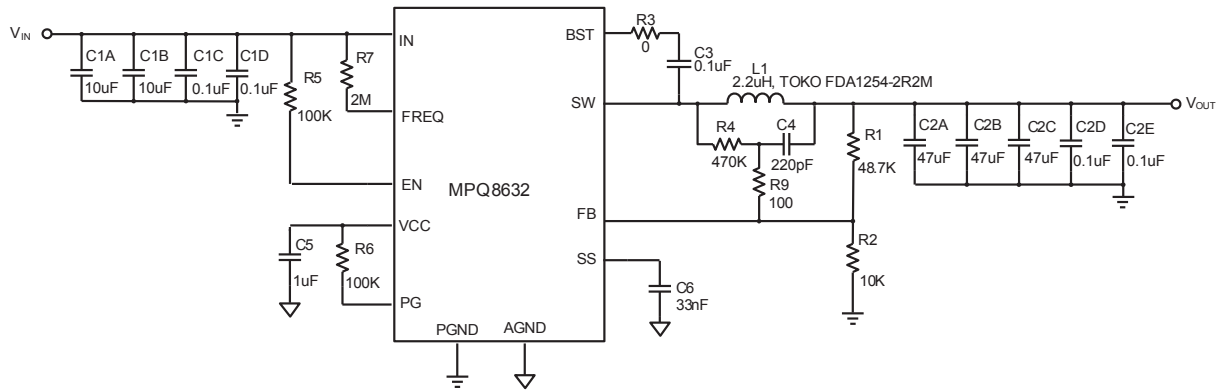 VIN
C1A
10uF
C1B
10uF
C1C
0.1uF
C1D
0.1uF
R5
100K
R7
2M
IN
FREQ
EN
VCC
PG
C5
1uF
R6
100K
MPQ8632
PGND
AGND
BST
SW
FB
SS
R3
0
C3
0.1uF
L1
2.2uH, TOKO FDA1254-2R2M
R4
470K
C4
220pF
R9
100
R1
48.7K
R2
10K
C6
33nF
C2A
47uF
C2B
47uF
C2C
47uF
C2D
0.1uF
C2E
0.1uF
VOUT